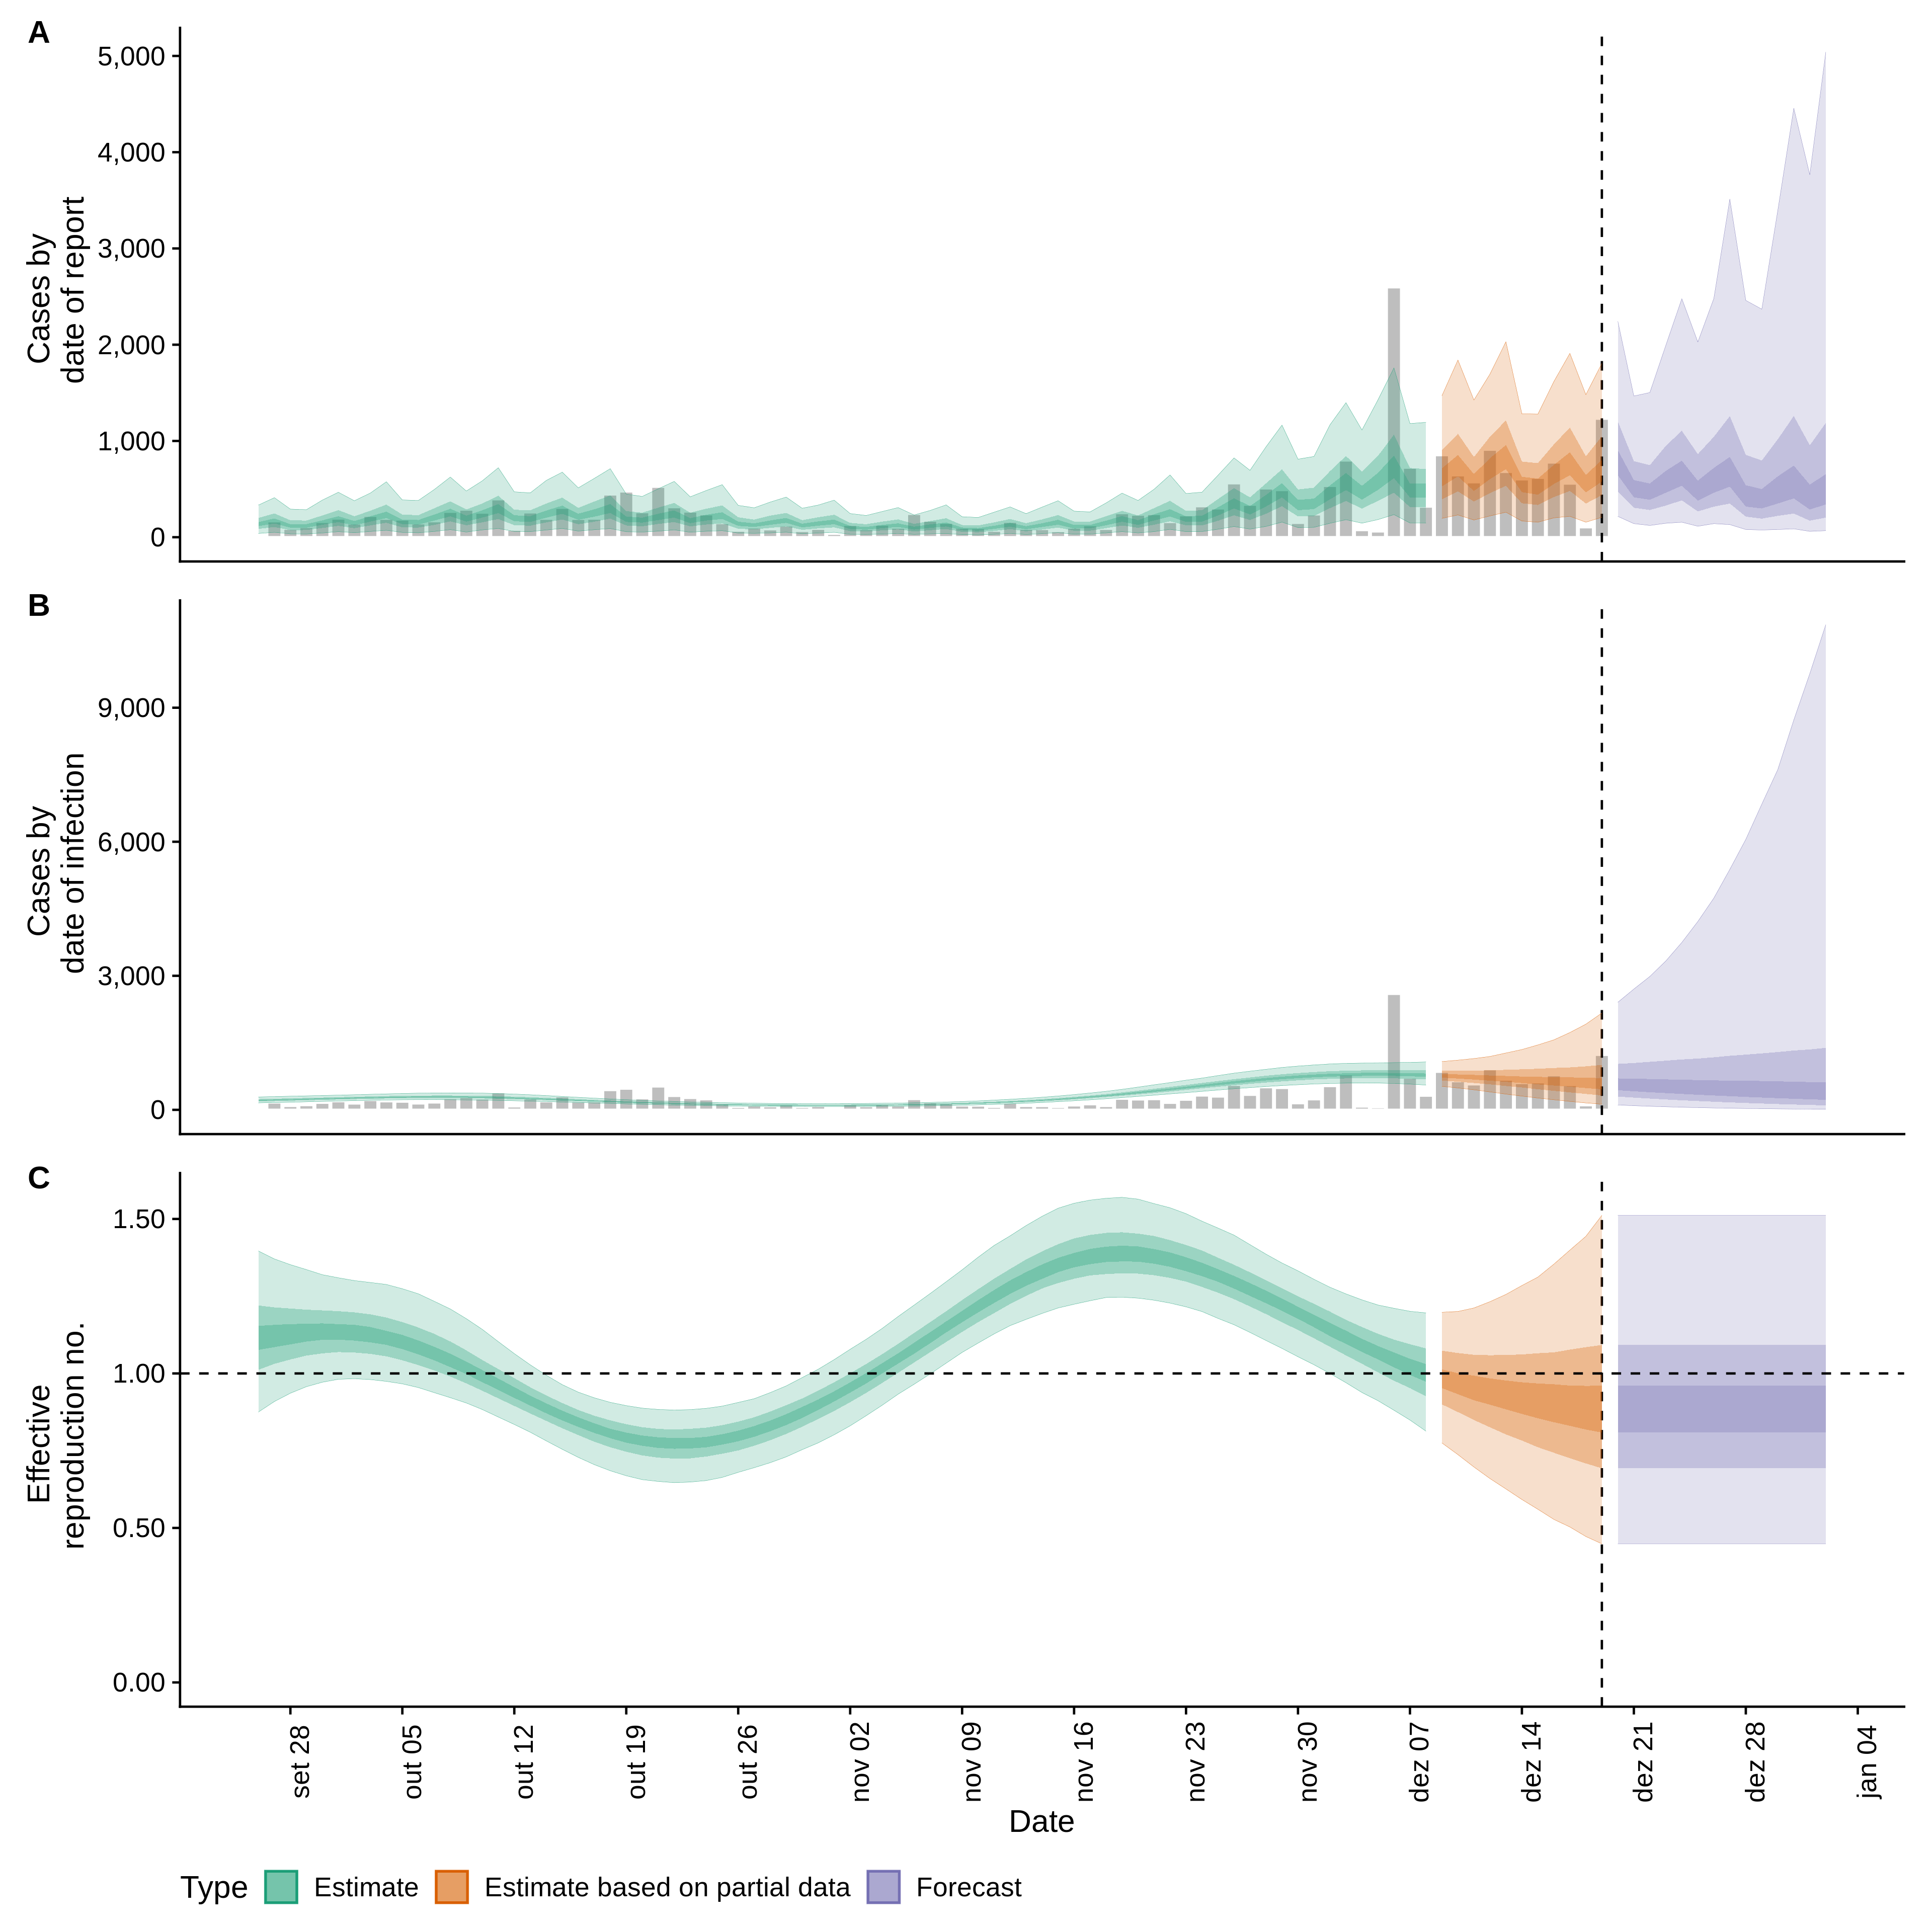 A
5,000
4,000
3,000
2,000
1,000
0
Cases by
date of report
B
9,000
6,000
3,000
0
Cases by
date of infection
C
1.50
1.00
0.50
0.00
Effective
reproduction no.
set 28
out 05
out 12
out 19
out 26
nov 02
nov 09
nov 16
nov 23
nov 30
dez 07
dez 14
dez 21
dez 28
jan 04
Date
Type Estimate Estimate based on partial data Forecast